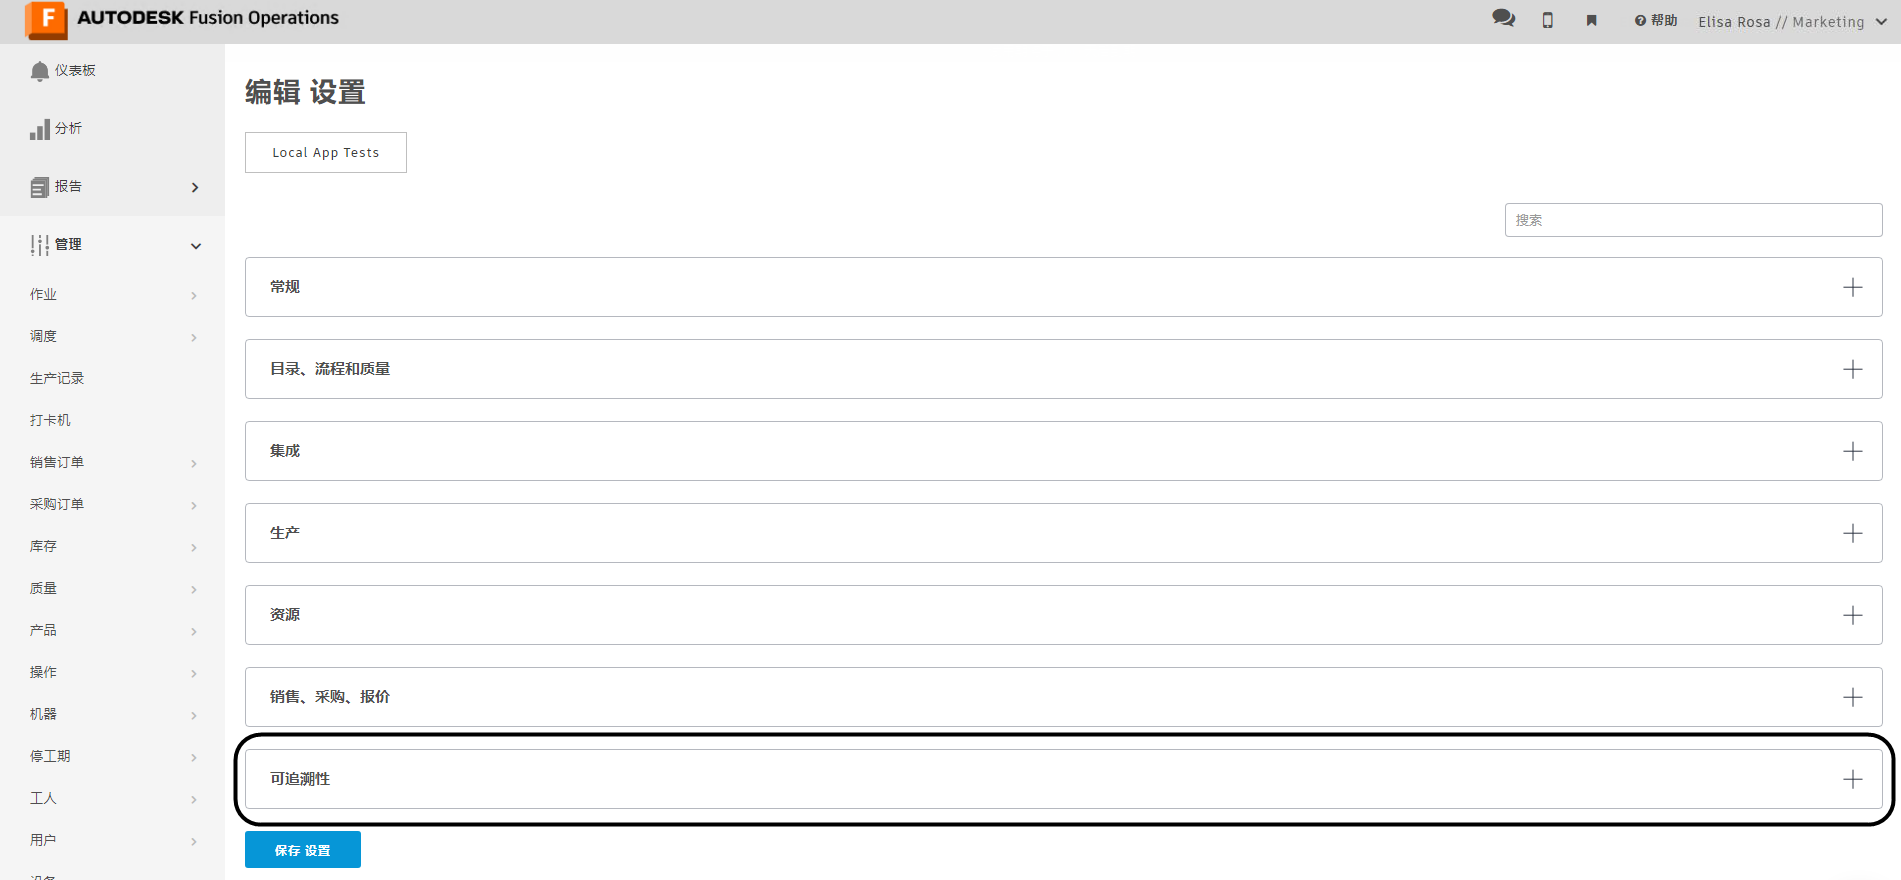 F AUTODESK Fusion Operations
帮助
Elisa Rosa // Marketing
仪表板
分析
报告
管理
作业
调度
生产记录
打卡机
销售订单
采购订单
库存
质量
产品
操作
机器
停工期
工人
用户
编辑 设置
Local App Tests
搜索
常规
目录、流程和质量
集成
生产
资源
销售、采购、报价
可追溯性
保存 设置